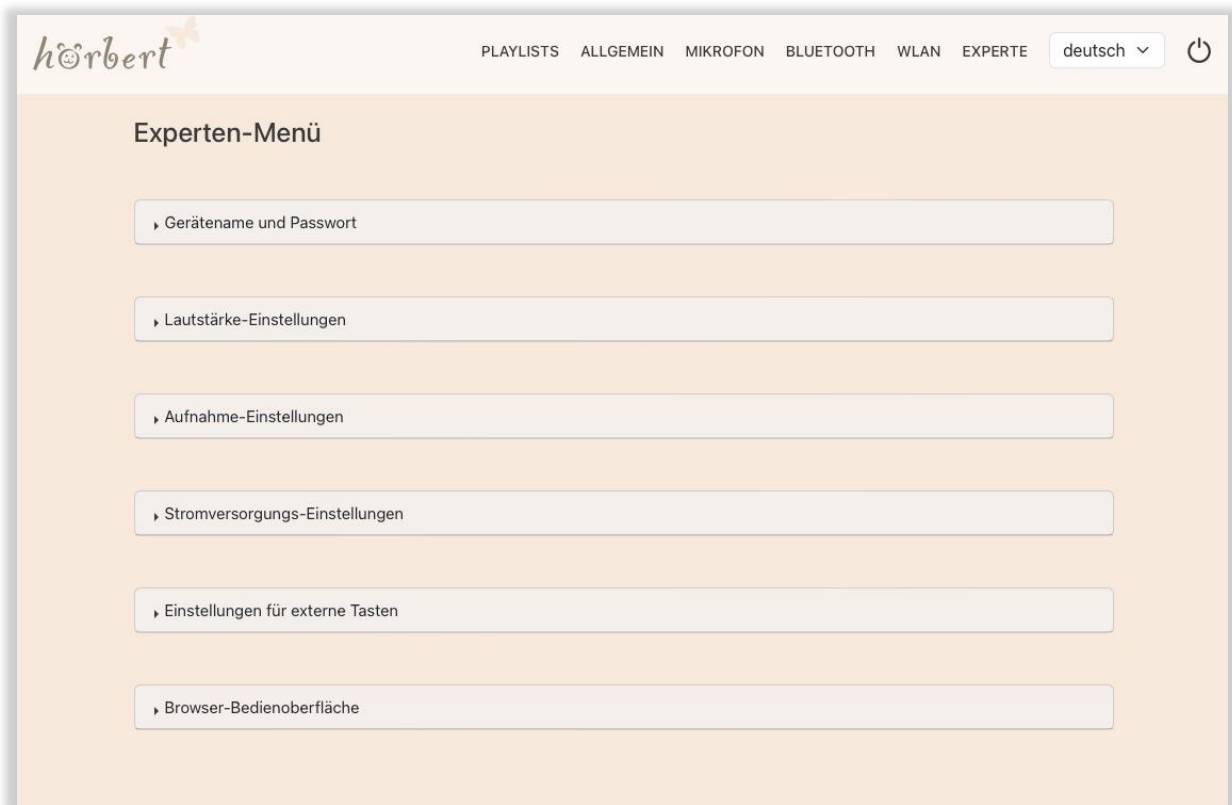 hörbert
PLAYLISTS ALLGEMEIN MIKROFON BLUETOOTH WLAN EXPERTE deutsch
Experten-Menü
Gerätename und Passwort
Lautstärke-Einstellungen
Aufnahme-Einstellungen
Stromversorgungs-Einstellungen
Einstellungen für externe Tasten
Browser-Bedienoberfläche